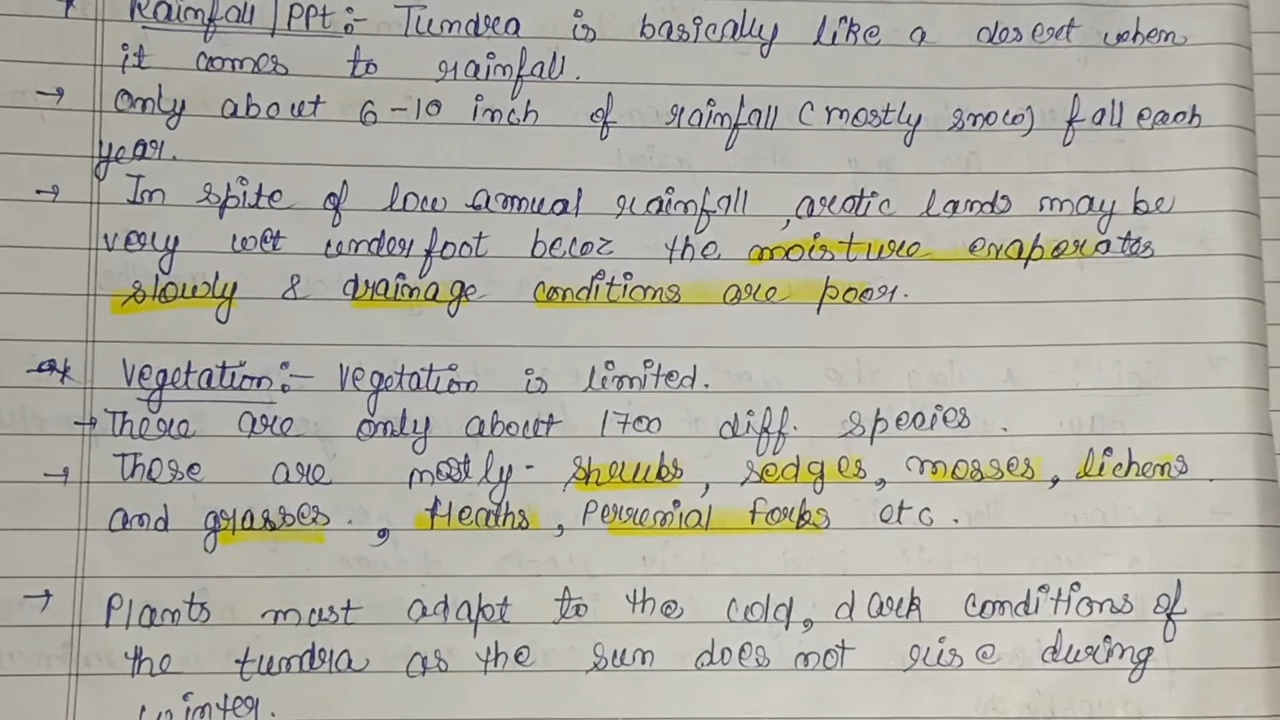 * Rainfall / PPt :- Tundra is basically like a desert when
it comes to rainfall.
→ Only about 6-10 inch of rainfall (mostly snow) fall each
year.
→ In spite of low annual rainfall, arctic lands may be
very wet underfoot becoz the moisture evaporates
slowly & drainage conditions are poor.
* Vegetation :- Vegetation is limited.
→ There are only about 1700 diff. species.
→ These are mostly - shrubs, sedges, mosses, lichens
and grasses. , Heaths, Perennial forbs etc.
→ Plants must adapt to the cold, dark conditions of
the tundra as the sun does not rise during
winter.